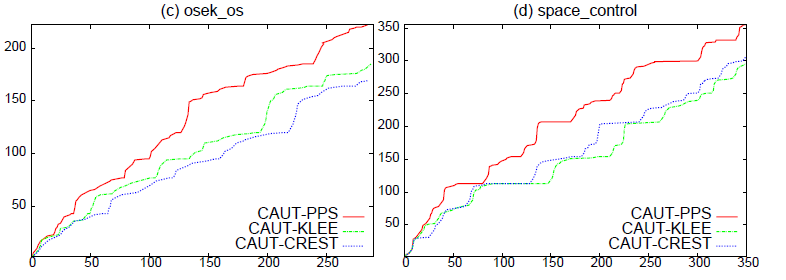 (c) osek_os
200
150
100
50
CAUT-PPS
CAUT-KLEE
CAUT-CREST
0 50 100 150 200 250
(d) space_control
350
300
250
200
150
100
50
CAUT-PPS
CAUT-KLEE
CAUT-CREST
0 50 100 150 200 250 300 350